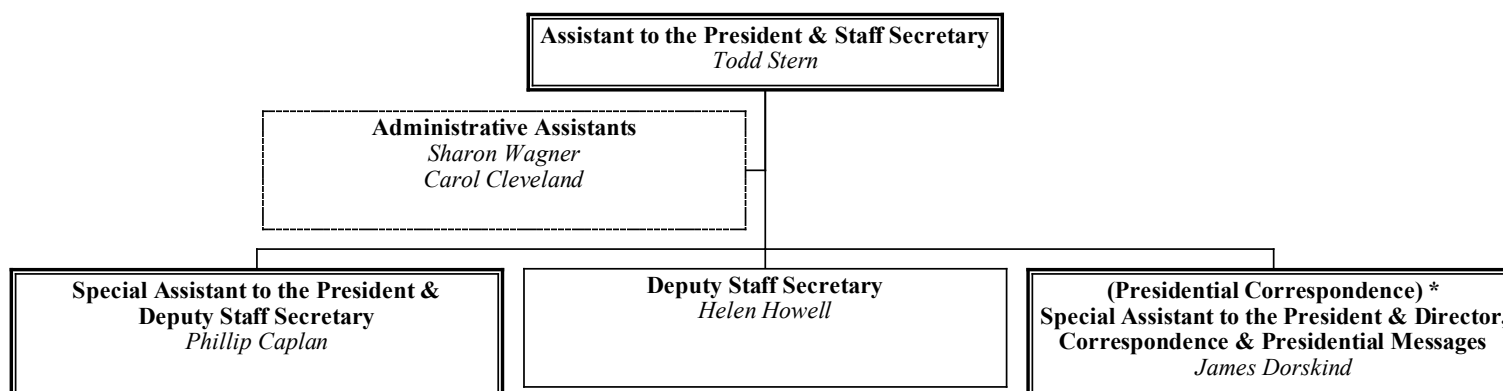 Assistant to the President & Staff Secretary
Todd Stern
Administrative Assistants
Sharon Wagner
Carol Cleveland
Special Assistant to the President &
Deputy Staff Secretary
Phillip Caplan
Deputy Staff Secretary
Helen Howell
(Presidential Correspondence) *
Special Assistant to the President & Director,
Correspondence & Presidential Messages
James Dorskind